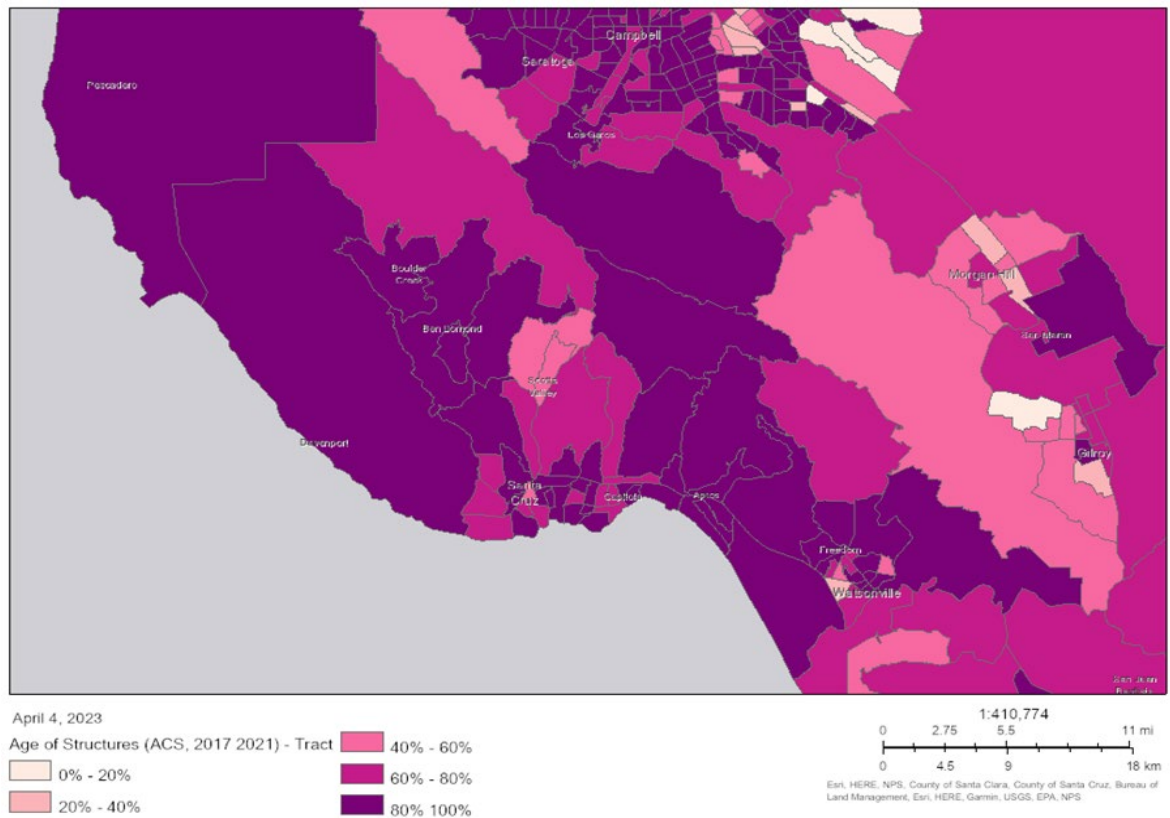 Campbell
Saratoga
Pescadero
Los Gatos
Boulder
Creek
Morgan Hill
Ben Lomond
San Martin
Scotts
Valley
Davenport
Gilroy
Santa
Cruz
Capitola
Aptos
Freedom
Watsonville
San Juan
Bautista
April 4, 2023
1:410,774
0 2.75 5.5 11 mi
0 4.5 9 18 km
Age of Structures (ACS, 2017 2021) - Tract
0% - 20%
20% - 40%
40% - 60%
60% - 80%
80% 100%
Esri, HERE, NPS, County of Santa Clara, County of Santa Cruz, Bureau of
Land Management, Esri, HERE, Garmin, USGS, EPA, NPS